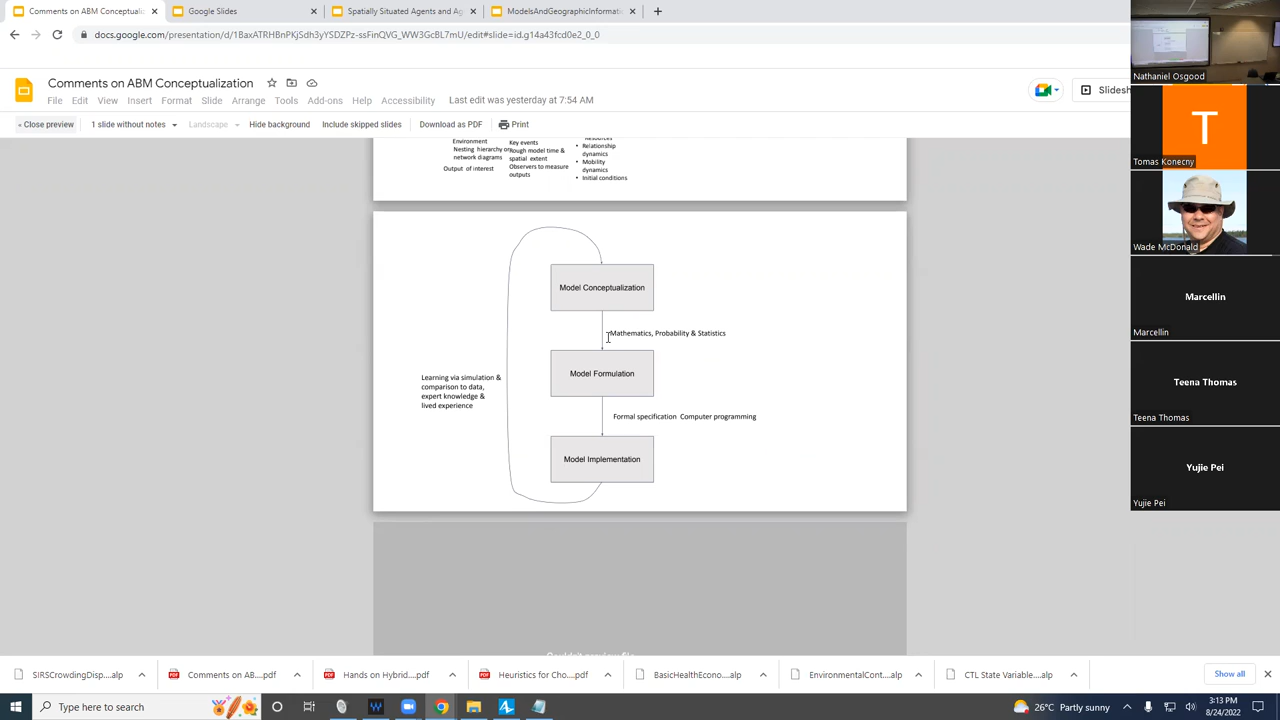 Comments on ABM Conceptualiza
Google Slides
Spatially Situated Agents and Ag
ModelsAndGeographicInformati
docs.google.com/presentation/d/1BaxATRHBnPKjSdh3yYSDZPz-ssFinQVG_WW3GcBL7mU/edit#slide=id.g14a43fcd0e2_0_0
Comments on ABM Conceptualization
File Edit View Insert Format Slide Arrange Tools Add-ons Help Accessibility Last edit was yesterday at 7:54 AM
Slidesh
Close preview
1 slide without notes
Landscape
Hide background
Include skipped slides
Download as PDF
Print
Environment
Nesting hierarchy or
network diagrams
Output of interest
Key events
Rough model time &
spatial extent
Observers to measure
outputs
Resources
• Relationship
dynamics
• Mobility
dynamics
• Initial conditions
Model Conceptualization
Mathematics, Probability & Statistics
Model Formulation
Learning via simulation &
comparison to data,
expert knowledge &
lived experience
Formal specification Computer programming
Model Implementation
Nathaniel Osgood
T
Tomas Konecny
Wade McDonald
Marcellin
Marcellin
Teena Thomas
Teena Thomas
Yujie Pei
Yujie Pei
Couldn't preview file
SIRSCrowdingDisp....alp
Comments on AB....pdf
Hands on Hybrid....pdf
Heuristics for Cho....pdf
BasicHealthEcono....alp
EnvironmentalCont....alp
CTL State Variable....alp
Show all
Type here to search
26°C Partly sunny
3:13 PM
8/24/2022